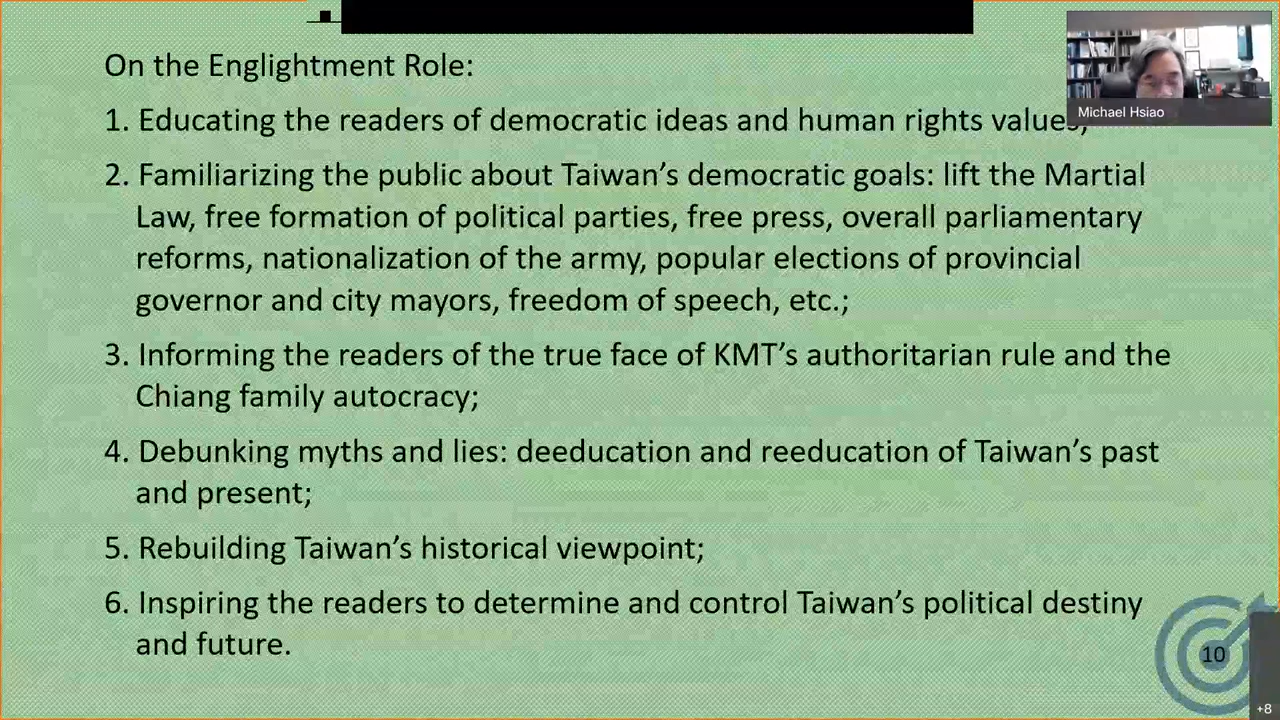 On the Englightment Role:
Michael Hsiao
1. Educating the readers of democratic ideas and human rights values;
2. Familiarizing the public about Taiwan's democratic goals: lift the Martial
Law, free formation of political parties, free press, overall parliamentary
reforms, nationalization of the army, popular elections of provincial
governor and city mayors, freedom of speech, etc.;
3. Informing the readers of the true face of KMT's authoritarian rule and the
Chiang family autocracy;
4. Debunking myths and lies: deeducation and reeducation of Taiwan's past
and present;
5. Rebuilding Taiwan's historical viewpoint;
6. Inspiring the readers to determine and control Taiwan's political destiny
and future.
10
+8